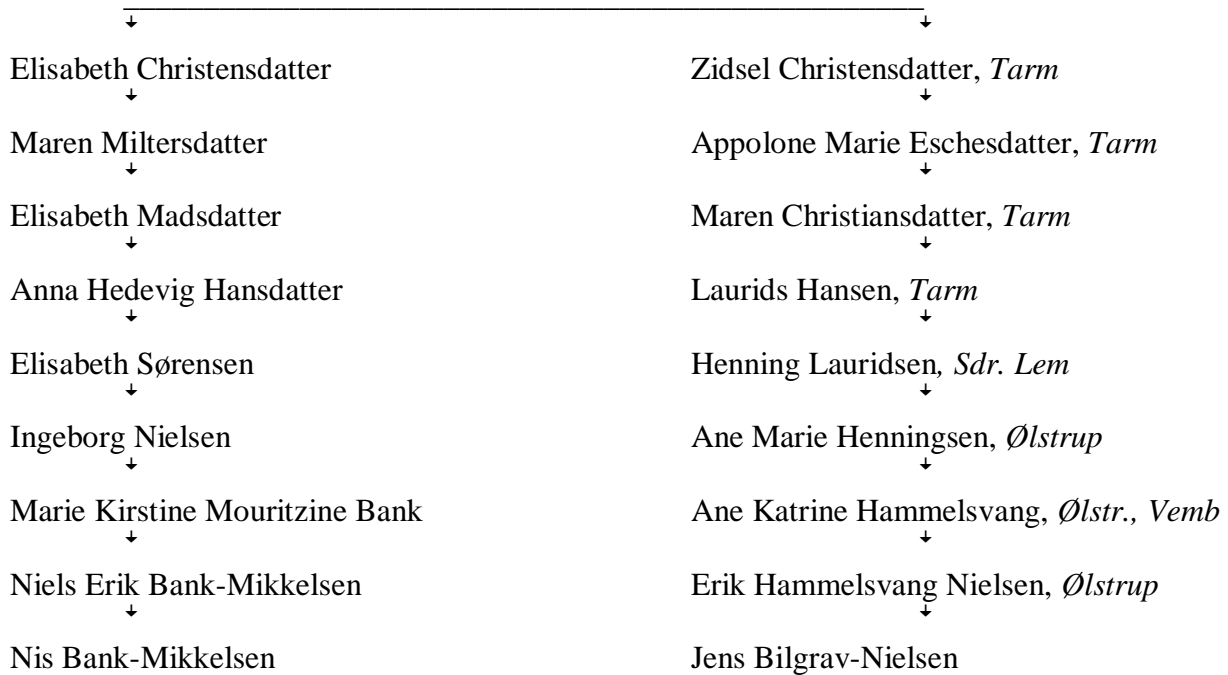 Elisabeth Christensdatter Zidsel Christensdatter, Tarm
Maren Miltersdatter Appolone Marie Eschesdatter, Tarm
Elisabeth Madsdatter Maren Christiansdatter, Tarm
Anna Hedevig Hansdatter Laurids Hansen, Tarm
Elisabeth Sørensen Henning Lauridsen, Sdr. Lem
Ingeborg Nielsen Ane Marie Henningsen, Ølstrup
Marie Kirstine Mouritzine Bank Ane Katrine Hammelsvang, Ølstr., Vemb
Niels Erik Bank-Mikkelsen Erik Hammelsvang Nielsen, Ølstrup
Nis Bank-Mikkelsen Jens Bilgrav-Nielsen